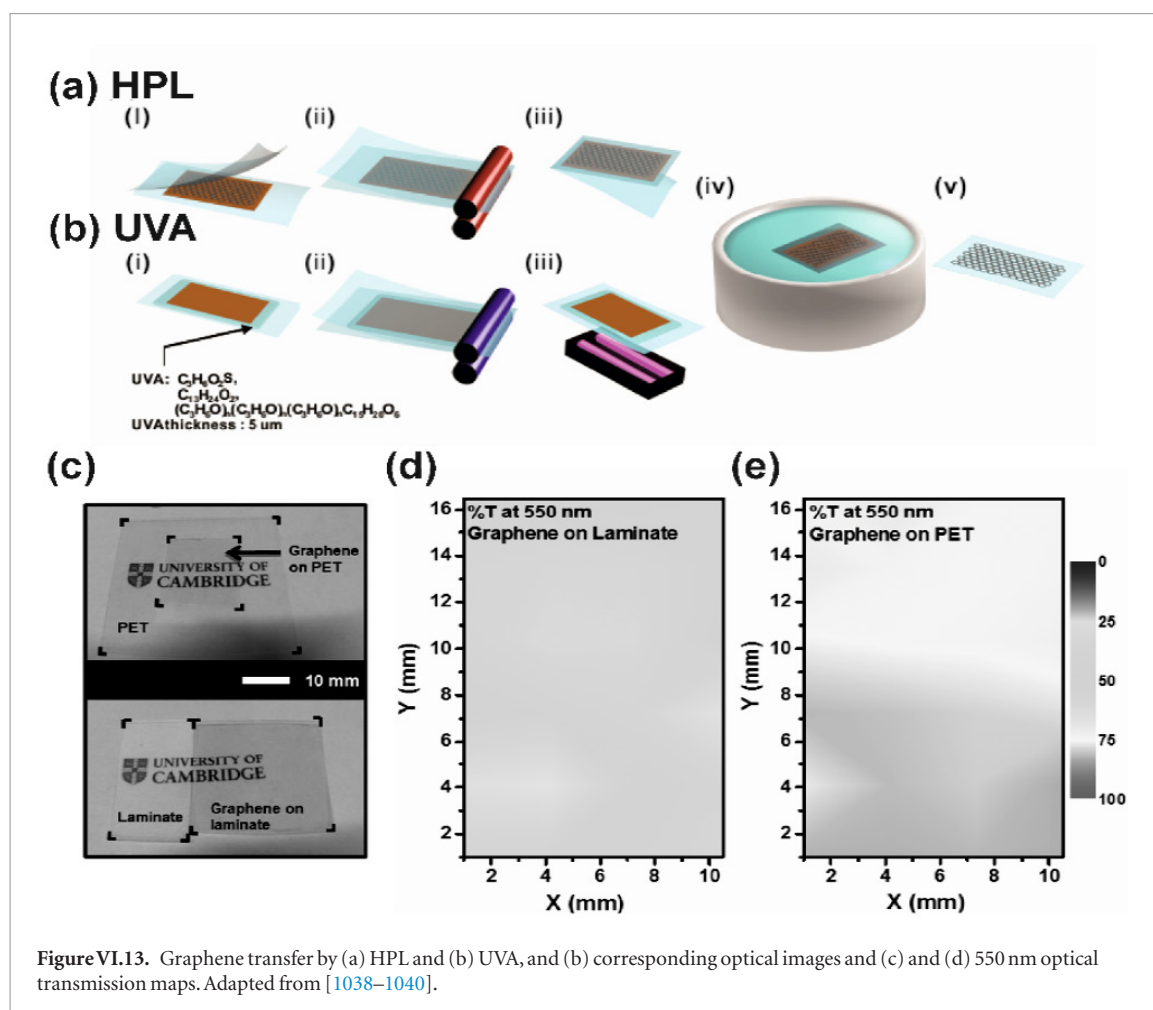 (a) HPL
(I)
(ii)
(iii)
(iv)
(v)
(b) UVA
(i)
(ii)
(iii)
UVA: C₃H₆O₂S,
C₁₃H₂₄O₂,
(C₃H₆O)ₙ(C₃H₆O)ₙ(C₃H₆O)ₙC₁₅H₂₀O₆
UVAthickness : 5 um
(c)
Graphene
on PET
UNIVERSITY OF
CAMBRIDGE
PET
10 mm
UNIVERSITY OF
CAMBRIDGE
Laminate
Graphene on
laminate
(d)
%T at 550 nm
Graphene on Laminate
16
14
12
10
8
6
4
2
Y (mm)
2 4 6 8 10
X (mm)
(e)
%T at 550 nm
Graphene on PET
16
14
12
10
8
6
4
2
Y (mm)
2 4 6 8 10
X (mm)
0
25
50
75
100
Figure VI.13. Graphene transfer by (a) HPL and (b) UVA, and (b) corresponding optical images and (c) and (d) 550 nm optical
transmission maps. Adapted from [1038–1040].